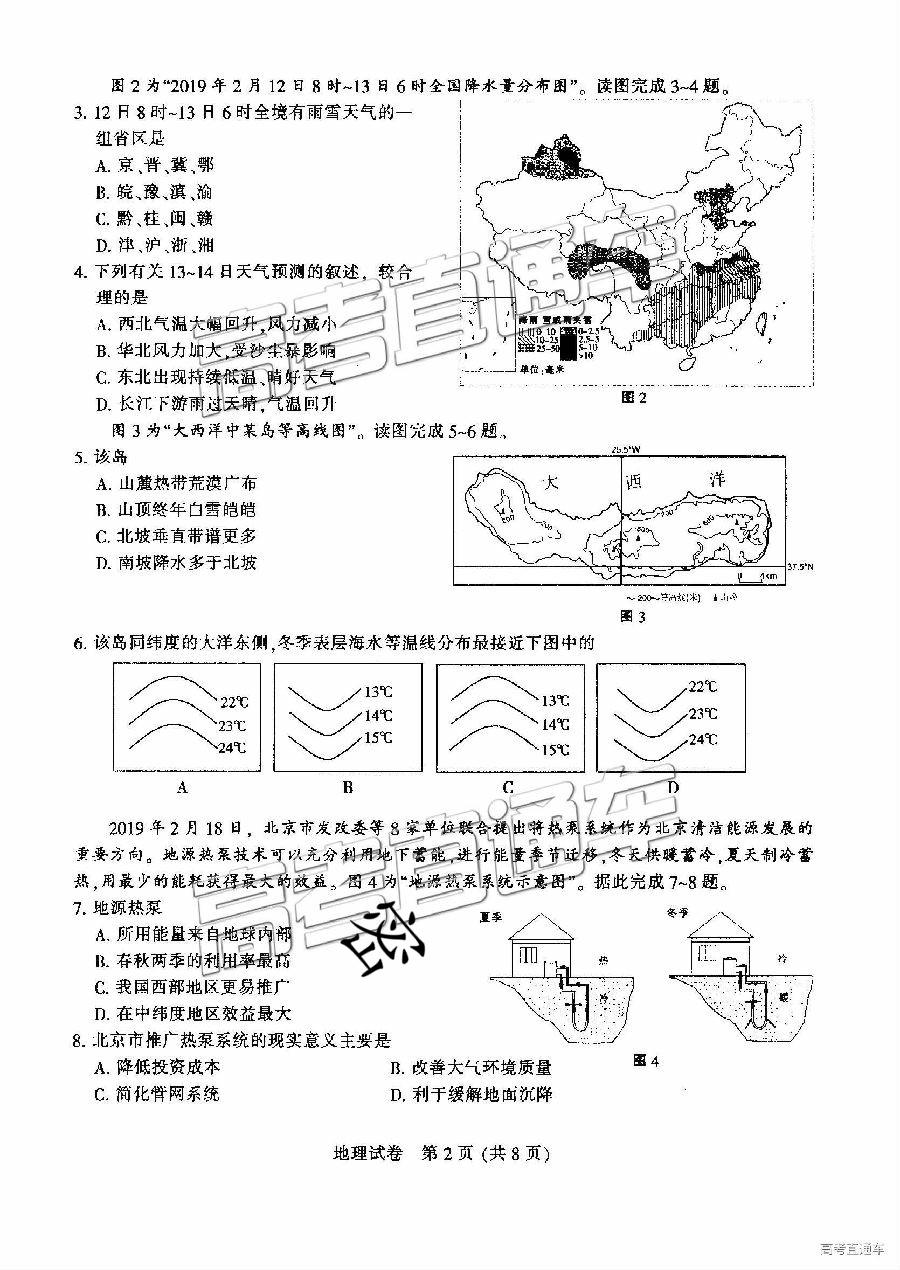 图 2 为“2019 年 2 月 12 日 8 时~13 日 6 时全国降水量分布图”。读图完成 3~4 题。
3. 12 日 8 时~13 日 6 时全境有雨雪天气的一
组省区是
A. 京、晋、冀、鄂
B. 皖、豫、滇、渝
C. 黔、桂、闽、赣
D. 津、沪、浙、湘
4. 下列有关 13~14 日天气预测的叙述，较合
理的是
A. 西北气温大幅回升,风力减小
B. 华北风力加大,受沙尘暴影响
C. 东北出现持续低温、晴好天气
D. 长江下游雨过天晴,气温回升
降雨 雪或雨夹雪
0 10
10-25
25-50
0-2.5
2.5-5
5-10
>10
单位:毫米
图 2
图 3 为“大西洋中某岛等高线图”。读图完成 5~6 题。
5. 该岛
A. 山麓热带荒漠广布
B. 山顶终年白雪皑皑
C. 北坡垂直带谱更多
D. 南坡降水多于北坡
25.5°W
大 西 洋
37.5°N
～200～等高线(米) ▲山峰
图 3
6. 该岛同纬度的大洋东侧,冬季表层海水等温线分布最接近下图中的
22℃
23℃
24℃
A
13℃
14℃
15℃
B
13℃
14℃
15℃
C
22℃
23℃
24℃
D
2019 年 2 月 18 日，北京市发改委等 8 家单位联合提出将热泵系统作为北京清洁能源发展的
重要方向。地源热泵技术可以充分利用地下蓄能,进行能量季节迁移,冬天供暖蓄冷,夏天制冷蓄
热,用最少的能耗获得最大的效益。图 4 为“地源热泵系统示意图”。据此完成 7~8 题。
7. 地源热泵
A. 所用能量来自地球内部
B. 春秋两季的利用率最高
C. 我国西部地区更易推广
D. 在中纬度地区效益最大
夏季
热
冷
冬季
冷
暖
图 4
8. 北京市推广热泵系统的现实意义主要是
A. 降低投资成本 B. 改善大气环境质量
C. 简化管网系统 D. 利于缓解地面沉降
地理试卷 第 2 页 (共 8 页)
高考直通车
高考直通车
密
高考直通车